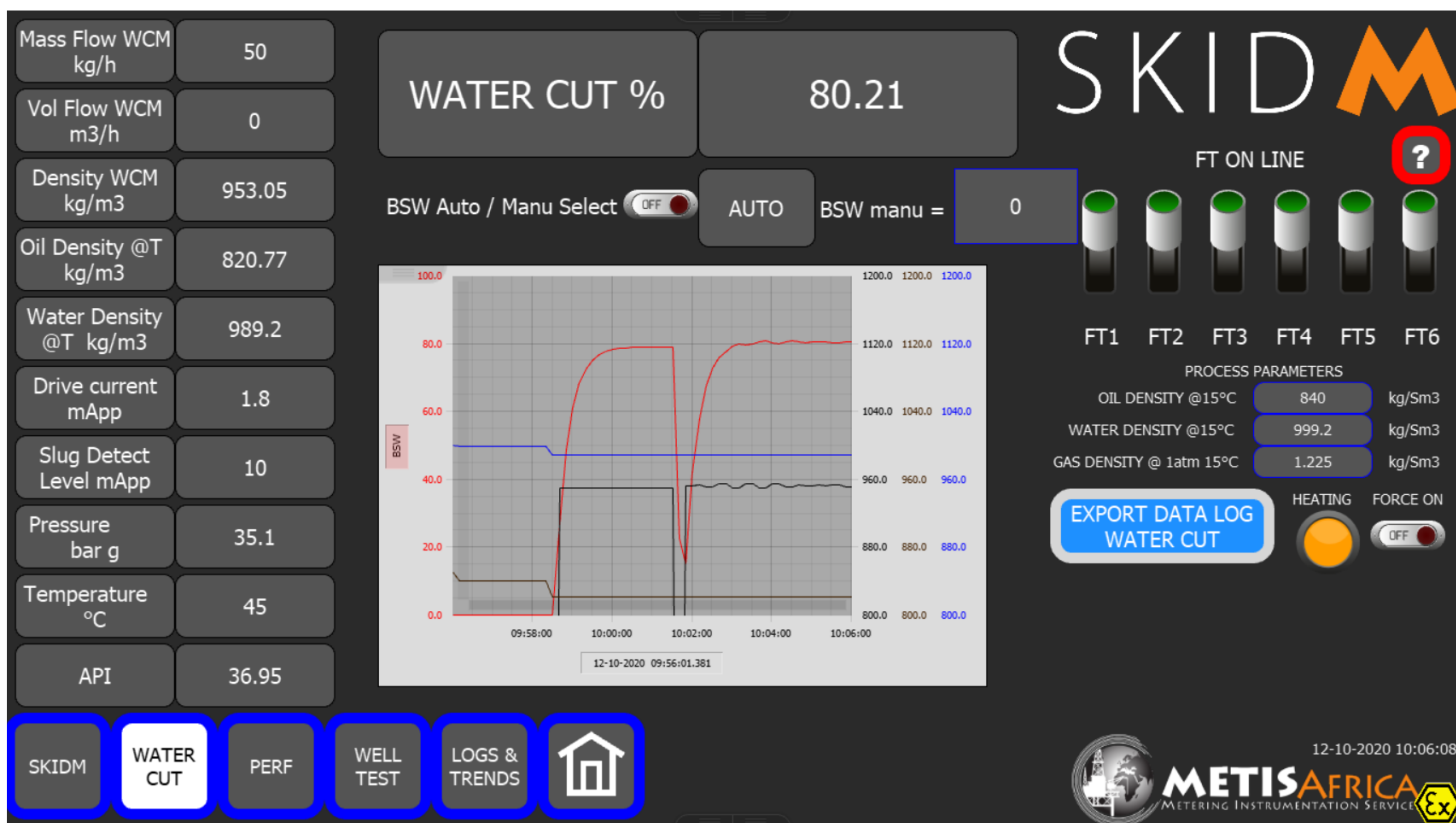 Mass Flow WCM
kg/h
50
Vol Flow WCM
m3/h
0
Density WCM
kg/m3
953.05
Oil Density @T
kg/m3
820.77
Water Density
@T kg/m3
989.2
Drive current
mApp
1.8
Slug Detect
Level mApp
10
Pressure
bar g
35.1
Temperature
°C
45
API
36.95
WATER CUT %
80.21
BSW Auto / Manu Select
OFF
AUTO
BSW manu =
0
100.0
80.0
60.0
40.0
20.0
0.0
BSW
1200.0 1200.0 1200.0
1120.0 1120.0 1120.0
1040.0 1040.0 1040.0
960.0 960.0 960.0
880.0 880.0 880.0
800.0 800.0 800.0
09:58:00 10:00:00 10:02:00 10:04:00 10:06:00
12-10-2020 09:56:01.381
SKIDM
FT ON LINE
?
FT1 FT2 FT3 FT4 FT5 FT6
PROCESS PARAMETERS
OIL DENSITY @15°C 840 kg/Sm3
WATER DENSITY @15°C 999.2 kg/Sm3
GAS DENSITY @ 1atm 15°C 1.225 kg/Sm3
EXPORT DATA LOG
WATER CUT
HEATING
FORCE ON
OFF
SKIDM
WATER
CUT
PERF
WELL
TEST
LOGS &
TRENDS
12-10-2020 10:06:08
METISAFRICA
METERING INSTRUMENTATION SERVICE
Ex